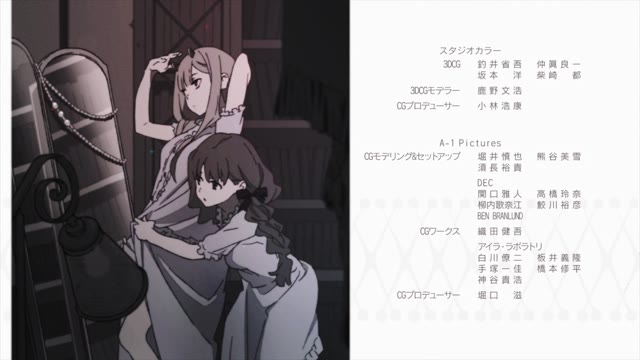 スタジオカラー
3DCG 釣井省吾 仲眞良一
坂本 洋 柴崎 都
3DCGモデラー 鹿野文浩
CGプロデューサー 小林浩康
A-1 Pictures
CGモデリング&セットアップ 堀井慎也 熊谷美雪
須長裕貴
DEC
関口雅人 高橋玲奈
柳内歌奈江 鮫川裕彦
BEN BRANLUND
CGワークス 織田健吾
アイラ・ラボラトリ
白川僚二 板井義隆
手塚一佳 橋本修平
神谷貴浩
CGプロデューサー 堀口 滋